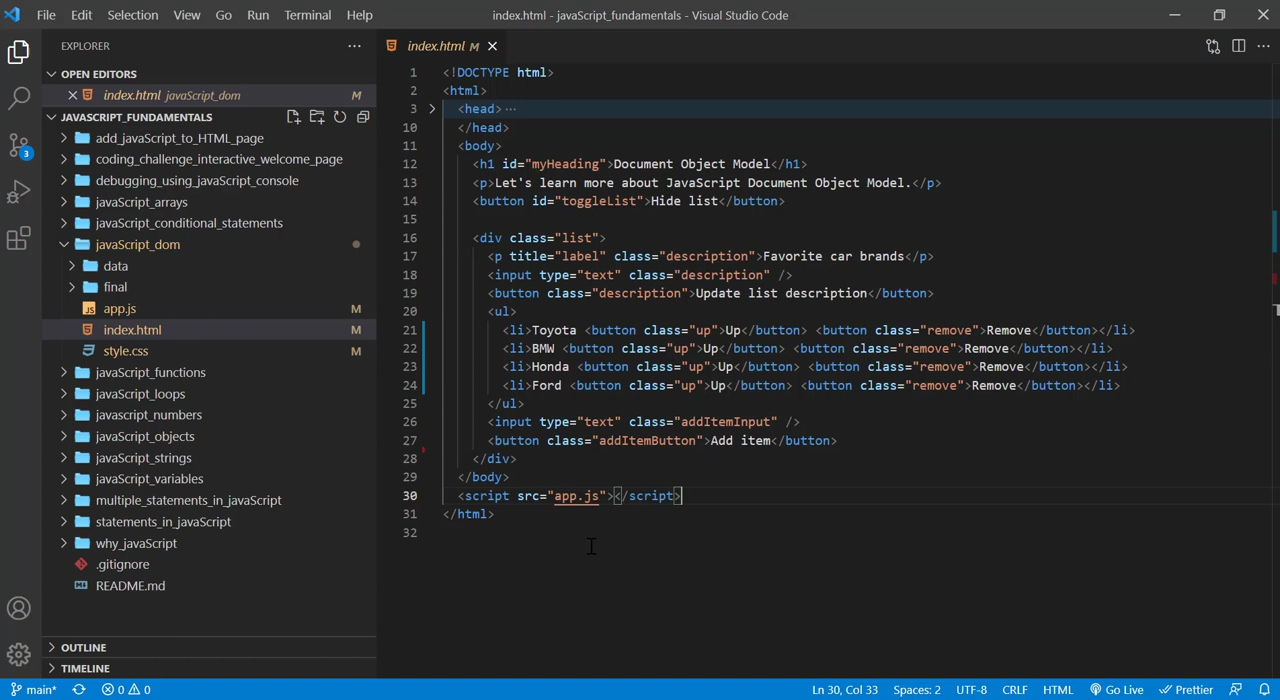 File Edit Selection View Go Run Terminal Help index.html - javaScript_fundamentals - Visual Studio Code
EXPLORER
OPEN EDITORS
index.html javaScript_dom M
JAVASCRIPT_FUNDAMENTALS
add_javaScript_to_HTML_page
coding_challenge_interactive_welcome_page
debugging_using_javaScript_console
javaScript_arrays
javaScript_conditional_statements
javaScript_dom
data
final
JS app.js M
index.html M
style.css M
javaScript_functions
javaScript_loops
javascript_numbers
javaScript_objects
javaScript_strings
javaScript_variables
multiple_statements_in_javaScript
statements_in_javaScript
why_javaScript
.gitignore
README.md
OUTLINE
TIMELINE
3
index.html M
1 <!DOCTYPE html>
2 <html>
3 <head>···
10 </head>
11 <body>
12 <h1 id="myHeading">Document Object Model</h1>
13 <p>Let's learn more about JavaScript Document Object Model.</p>
14 <button id="toggleList">Hide list</button>
15
16 <div class="list">
17 <p title="label" class="description">Favorite car brands</p>
18 <input type="text" class="description" />
19 <button class="description">Update list description</button>
20 <ul>
21 <li>Toyota <button class="up">Up</button> <button class="remove">Remove</button></li>
22 <li>BMW <button class="up">Up</button> <button class="remove">Remove</button></li>
23 <li>Honda <button class="up">Up</button> <button class="remove">Remove</button></li>
24 <li>Ford <button class="up">Up</button> <button class="remove">Remove</button></li>
25 </ul>
26 <input type="text" class="addItemInput" />
27 <button class="addItemButton">Add item</button>
28 </div>
29 </body>
30 <script src="app.js"></script>
31 </html>
32
main* 0 0 Ln 30, Col 33 Spaces: 2 UTF-8 CRLF HTML Go Live Prettier